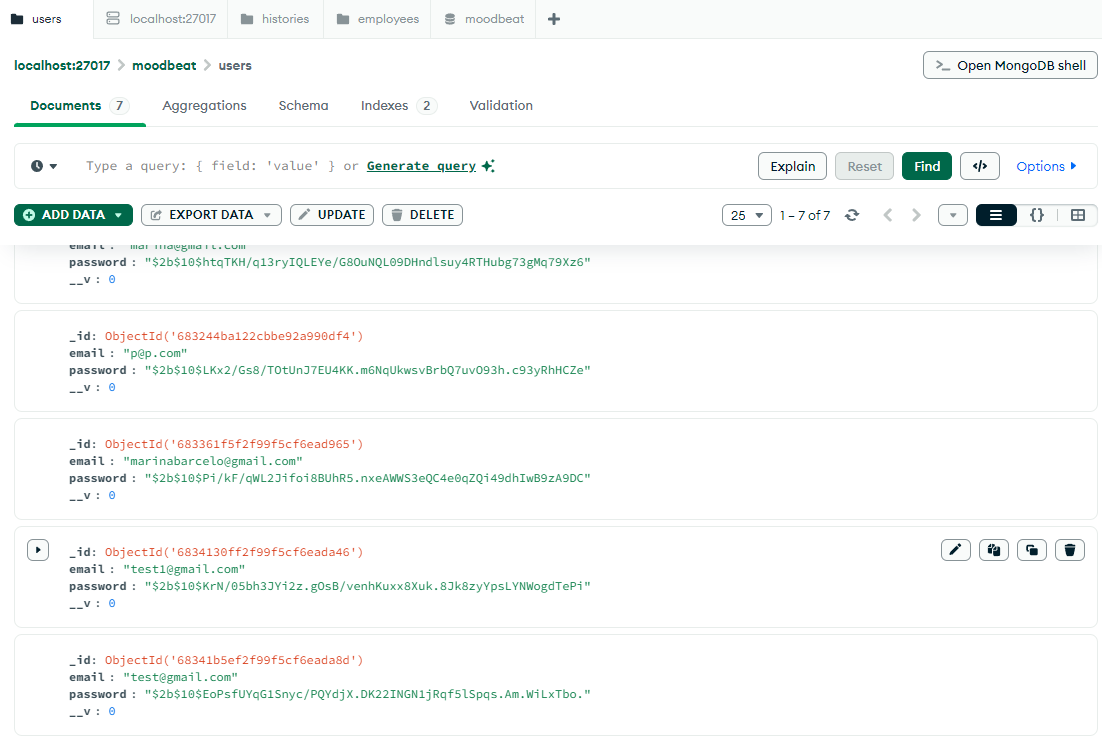 users
localhost:27017
histories
employees
moodbeat
localhost:27017 > moodbeat > users
>_ Open MongoDB shell
Documents 7
Aggregations
Schema
Indexes 2
Validation
Type a query: { field: 'value' } or Generate query
Explain
Reset
Find
</>
Options
ADD DATA
EXPORT DATA
UPDATE
DELETE
25
1 – 7 of 7
{}
email : "marina@gmail.com"
password : "$2b$10$htqTKH/q13ryIQLEYe/G8OuNQL09DHndlsuy4RTHubg73gMq79Xz6"
__v : 0
_id: ObjectId('683244ba122cbbe92a990df4')
email : "p@p.com"
password : "$2b$10$LKx2/Gs8/TOtUnJ7EU4KK.m6NqUkwsvBrbQ7uvO93h.c93yRhHCZe"
__v : 0
_id: ObjectId('683361f5f2f99f5cf6ead965')
email : "marinabarcelo@gmail.com"
password : "$2b$10$Pi/kF/qWL2Jifoi8BUhR5.nxeAWWS3eQC4e0qZQi49dhIwB9zA9DC"
__v : 0
_id: ObjectId('6834130ff2f99f5cf6eada46')
email : "test1@gmail.com"
password : "$2b$10$KrN/05bh3JYi2z.gOsB/venhKuxx8Xuk.8Jk8zyYpsLYNWogdTePi"
__v : 0
_id: ObjectId('68341b5ef2f99f5cf6eada8d')
email : "test@gmail.com"
password : "$2b$10$EoPsfUYqG1Snyc/PQYdjX.DK22INGN1jRqf5lSpqs.Am.WiLxTbo."
__v : 0